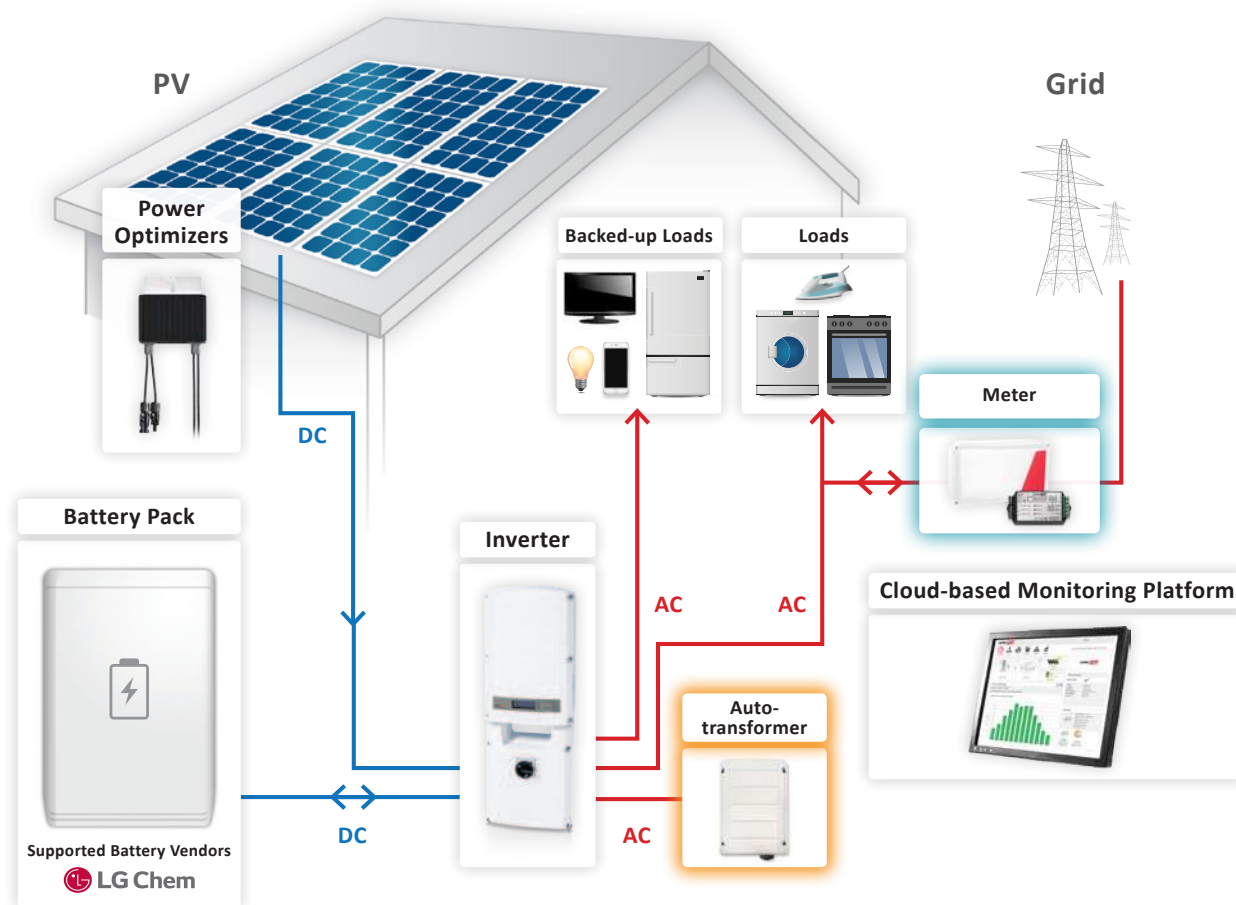 PV
Grid
Power
Optimizers
Backed-up Loads
Loads
Meter
DC
Battery Pack
Inverter
AC
AC
Cloud-based Monitoring Platform
Auto-
transformer
DC
AC
Supported Battery Vendors
LG Chem